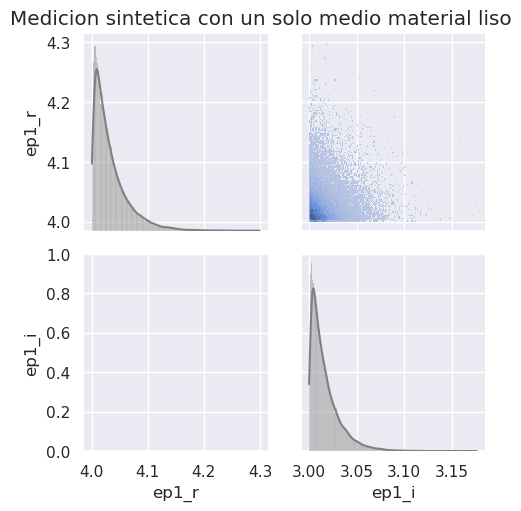 Medicion sintetica con un solo medio material liso
4.3
4.2
4.1
4.0
ep1_r
1.0
0.8
0.6
0.4
0.2
0.0
ep1_i
4.0 4.1 4.2 4.3
ep1_r
3.00 3.05 3.10 3.15
ep1_i